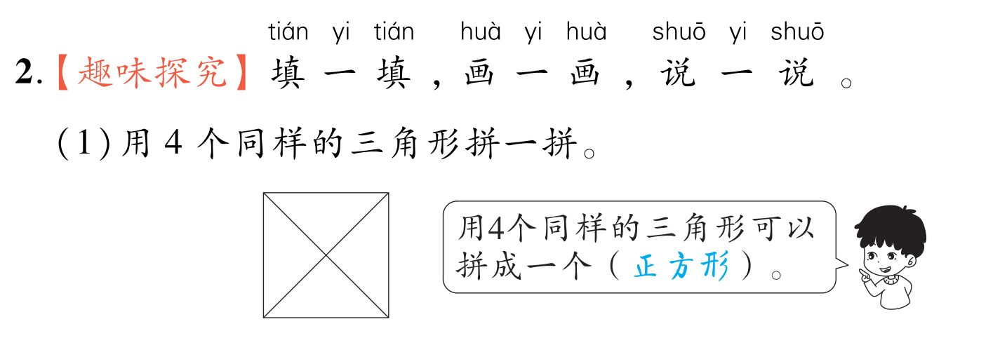 tián yi tián huà yi huà shuō yi shuō
2.【趣味探究】填一填,画一画,说一说。
(1)用4个同样的三角形拼一拼。
用4个同样的三角形可以
拼成一个(正方形)。